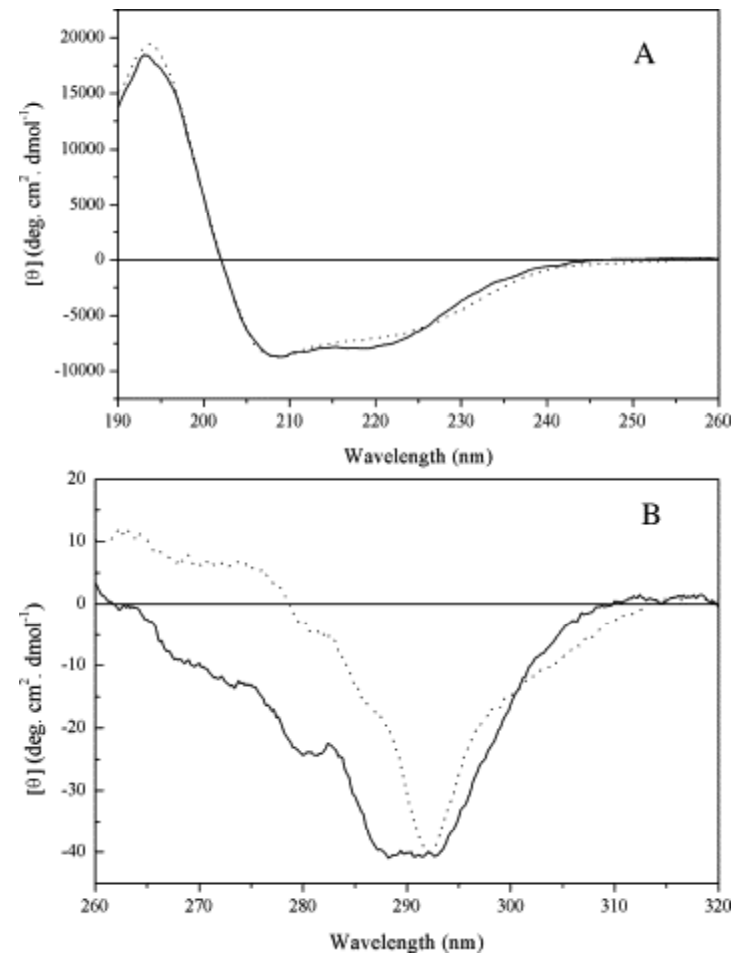 A
[θ] (deg. cm². dmol⁻¹)
20000
15000
10000
5000
0
-5000
-10000
190 200 210 220 230 240 250 260
Wavelength (nm)
B
[θ] (deg. cm². dmol⁻¹)
20
10
0
-10
-20
-30
-40
260 270 280 290 300 310 320
Wavelength (nm)